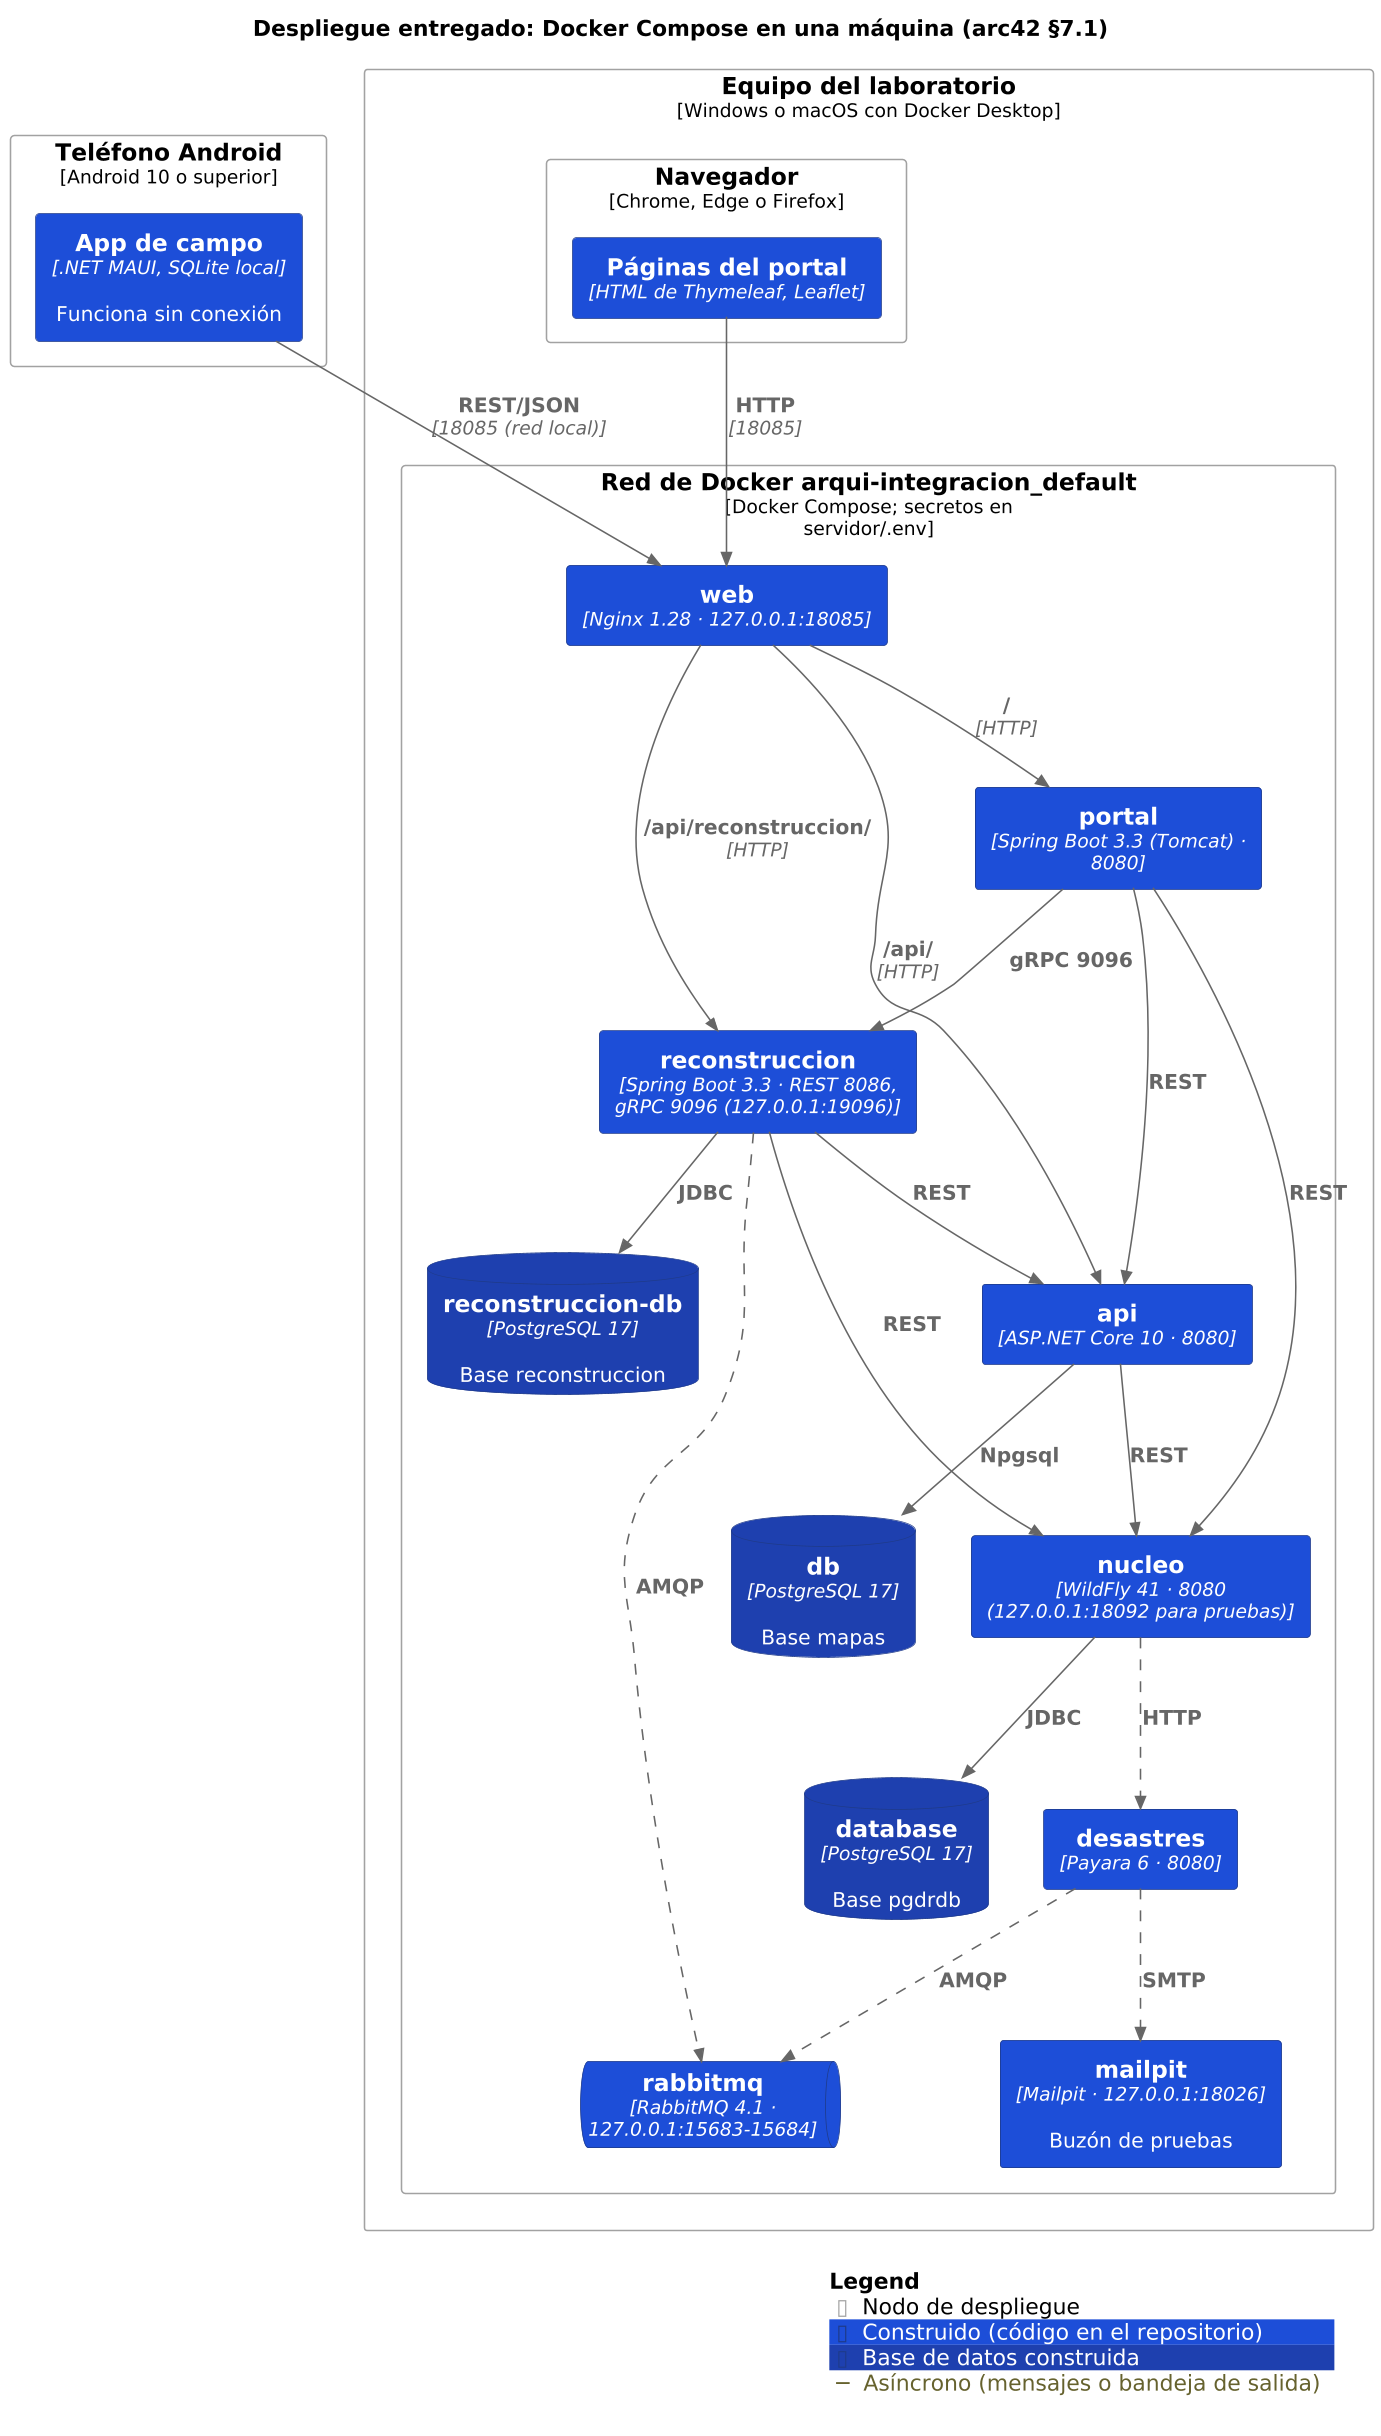 Despliegue entregado: Docker Compose en una máquina (arc42 §7.1)
Equipo del laboratorio
[Windows o macOS con Docker Desktop]
Teléfono Android
[Android 10 o superior]
Navegador
[Chrome, Edge o Firefox]
App de campo
[.NET MAUI, SQLite local]
Funciona sin conexión
Páginas del portal
[HTML de Thymeleaf, Leaflet]
REST/JSON
[18085 (red local)]
HTTP
[18085]
Red de Docker arqui-integracion_default
[Docker Compose; secretos en
servidor/.env]
web
[Nginx 1.28 · 127.0.0.1:18085]
/
[HTTP]
/api/reconstruccion/
[HTTP]
portal
[Spring Boot 3.3 (Tomcat) ·
8080]
/api/
[HTTP]
gRPC 9096
reconstruccion
[Spring Boot 3.3 · REST 8086,
gRPC 9096 (127.0.0.1:19096)]
REST
JDBC
REST
REST
reconstruccion-db
[PostgreSQL 17]
Base reconstruccion
REST
api
[ASP.NET Core 10 · 8080]
Npgsql
REST
AMQP
db
[PostgreSQL 17]
Base mapas
nucleo
[WildFly 41 · 8080
(127.0.0.1:18092 para pruebas)]
JDBC
HTTP
database
[PostgreSQL 17]
Base pgdrdb
desastres
[Payara 6 · 8080]
AMQP
SMTP
rabbitmq
[RabbitMQ 4.1 ·
127.0.0.1:15683-15684]
mailpit
[Mailpit · 127.0.0.1:18026]
Buzón de pruebas
Legend
Nodo de despliegue
Construido (código en el repositorio)
Base de datos construida
Asíncrono (mensajes o bandeja de salida)